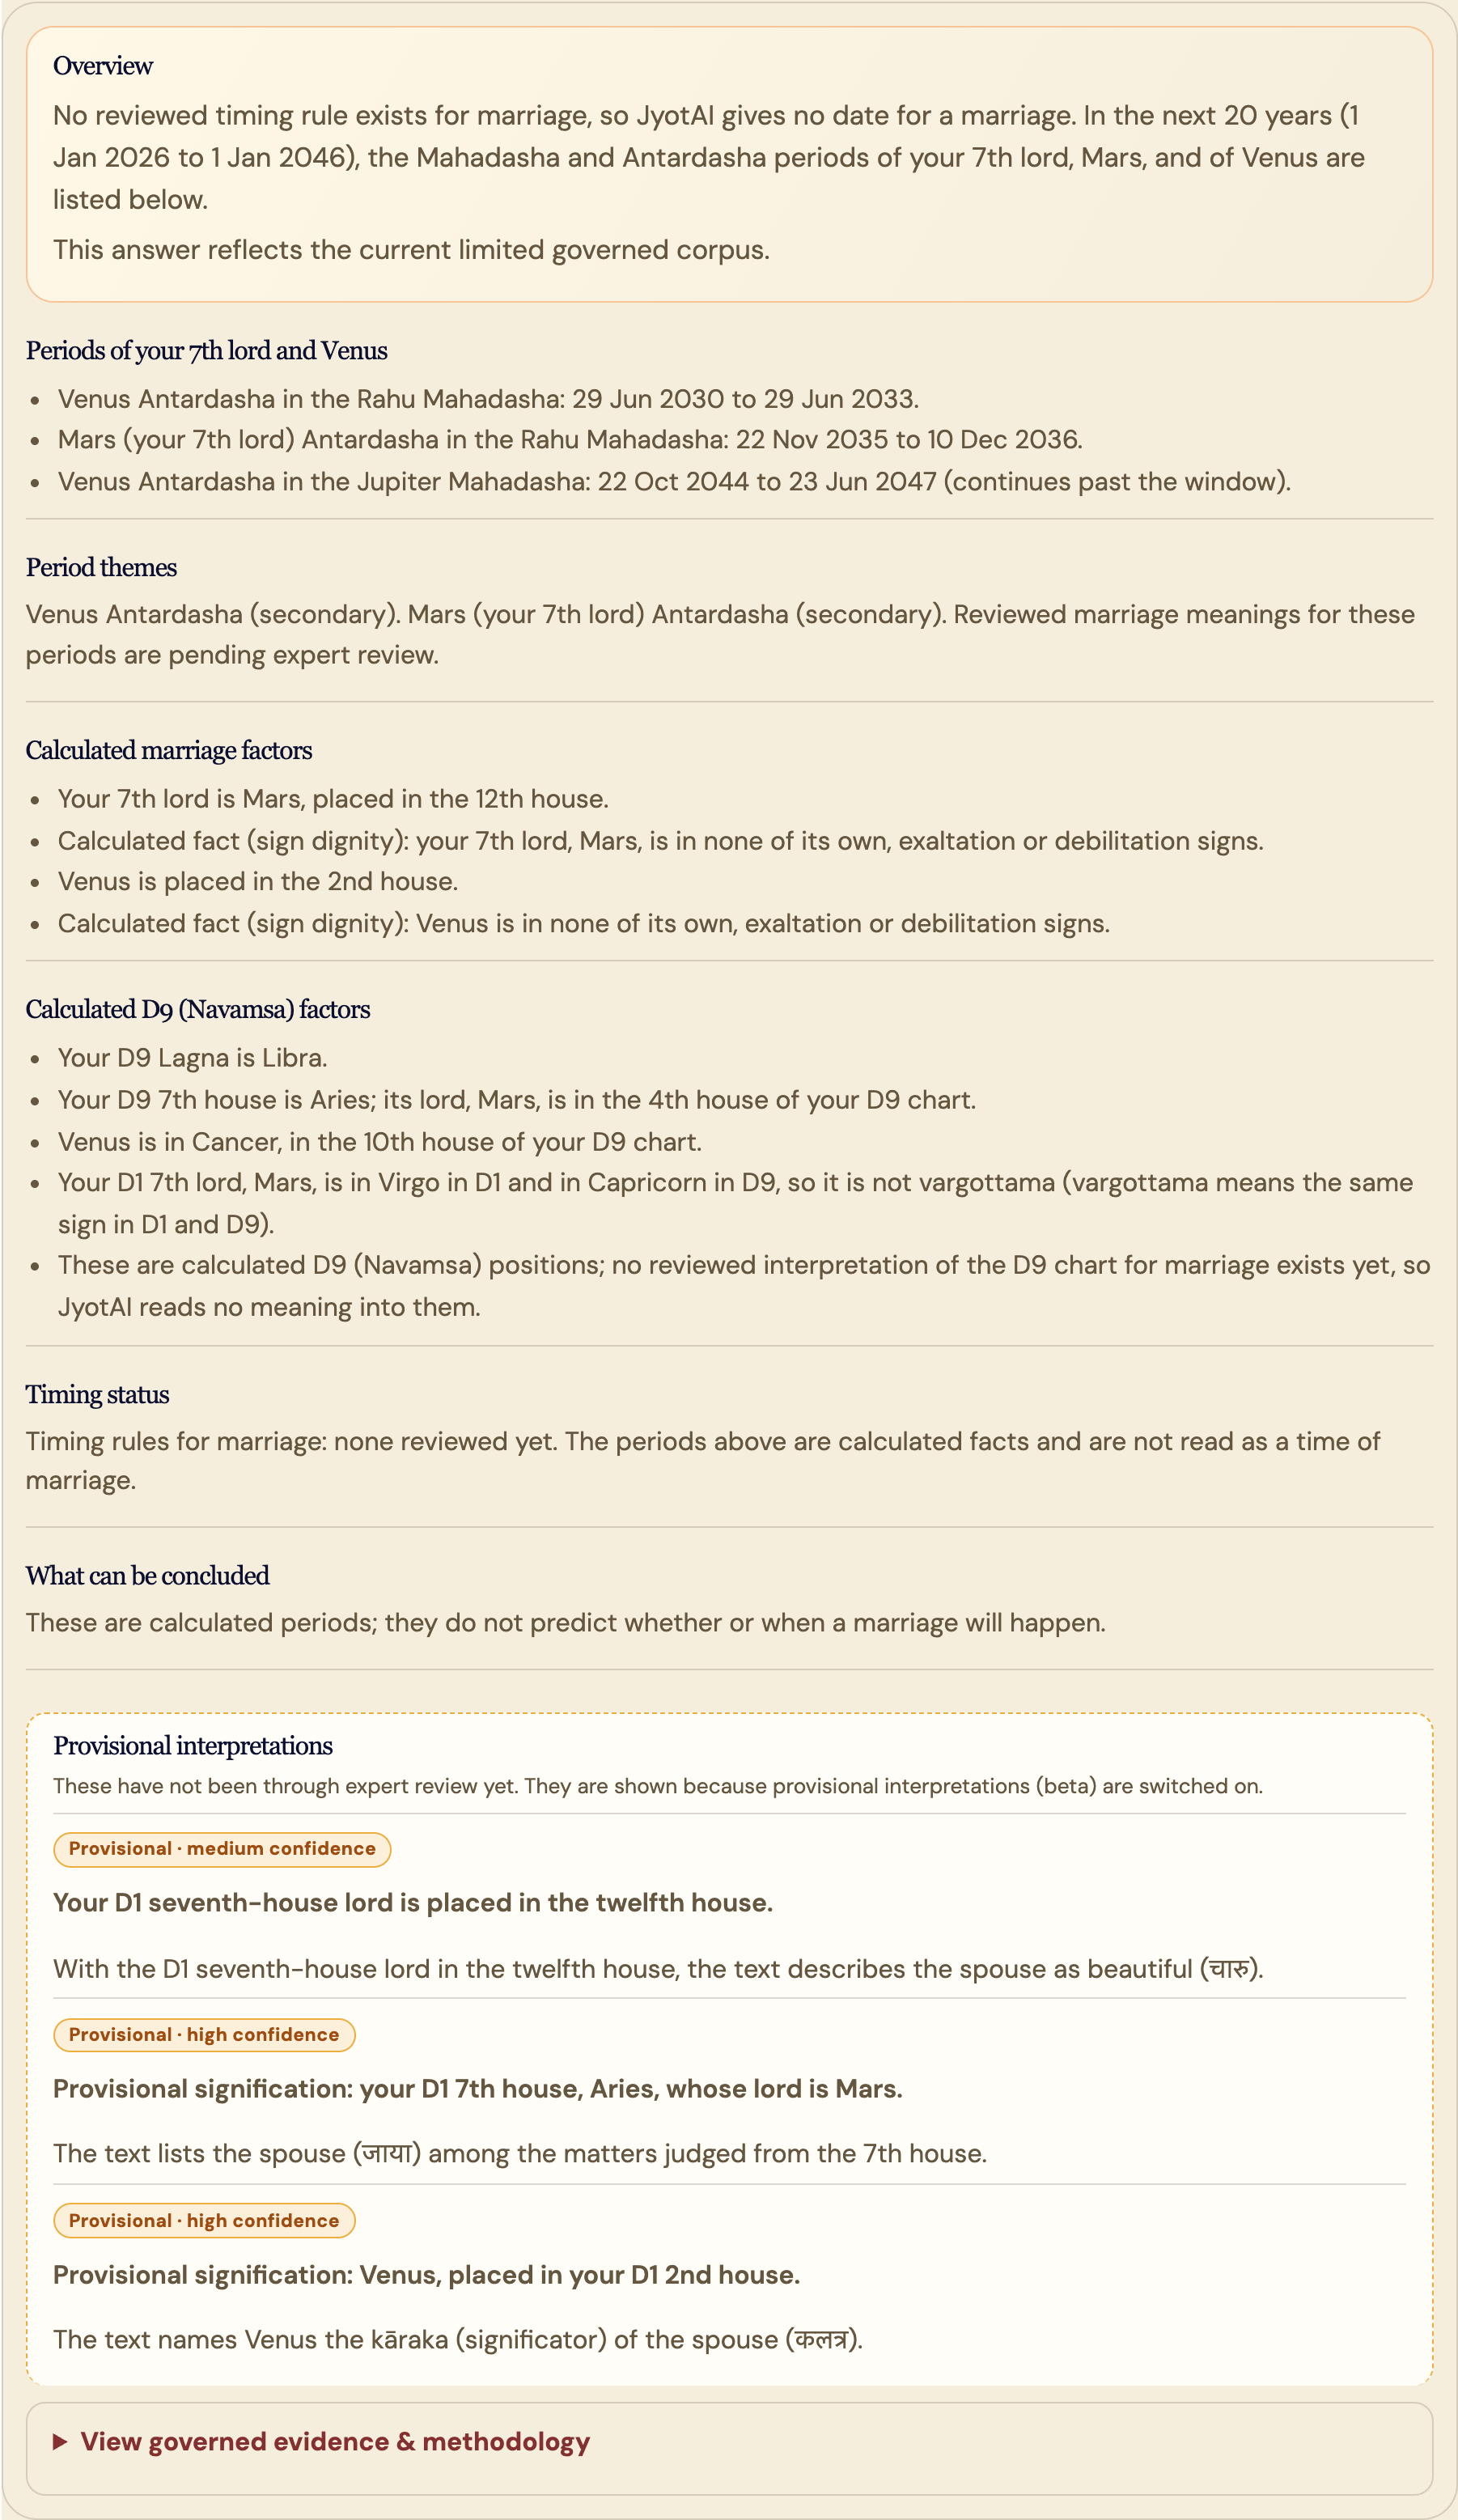 Overview
No reviewed timing rule exists for marriage, so JyotAI gives no date for a marriage. In the next 20 years (1
Jan 2026 to 1 Jan 2046), the Mahadasha and Antardasha periods of your 7th lord, Mars, and of Venus are
listed below.
This answer reflects the current limited governed corpus.
Periods of your 7th lord and Venus
• Venus Antardasha in the Rahu Mahadasha: 29 Jun 2030 to 29 Jun 2033.
• Mars (your 7th lord) Antardasha in the Rahu Mahadasha: 22 Nov 2035 to 10 Dec 2036.
• Venus Antardasha in the Jupiter Mahadasha: 22 Oct 2044 to 23 Jun 2047 (continues past the window).
Period themes
Venus Antardasha (secondary). Mars (your 7th lord) Antardasha (secondary). Reviewed marriage meanings for these
periods are pending expert review.
Calculated marriage factors
• Your 7th lord is Mars, placed in the 12th house.
• Calculated fact (sign dignity): your 7th lord, Mars, is in none of its own, exaltation or debilitation signs.
• Venus is placed in the 2nd house.
• Calculated fact (sign dignity): Venus is in none of its own, exaltation or debilitation signs.
Calculated D9 (Navamsa) factors
• Your D9 Lagna is Libra.
• Your D9 7th house is Aries; its lord, Mars, is in the 4th house of your D9 chart.
• Venus is in Cancer, in the 10th house of your D9 chart.
• Your D1 7th lord, Mars, is in Virgo in D1 and in Capricorn in D9, so it is not vargottama (vargottama means the same
sign in D1 and D9).
• These are calculated D9 (Navamsa) positions; no reviewed interpretation of the D9 chart for marriage exists yet, so
JyotAI reads no meaning into them.
Timing status
Timing rules for marriage: none reviewed yet. The periods above are calculated facts and are not read as a time of
marriage.
What can be concluded
These are calculated periods; they do not predict whether or when a marriage will happen.
Provisional interpretations
These have not been through expert review yet. They are shown because provisional interpretations (beta) are switched on.
Provisional · medium confidence
Your D1 seventh-house lord is placed in the twelfth house.
With the D1 seventh-house lord in the twelfth house, the text describes the spouse as beautiful (चारु).
Provisional · high confidence
Provisional signification: your D1 7th house, Aries, whose lord is Mars.
The text lists the spouse (जाया) among the matters judged from the 7th house.
Provisional · high confidence
Provisional signification: Venus, placed in your D1 2nd house.
The text names Venus the kāraka (significator) of the spouse (कलत्र).
▶ View governed evidence & methodology